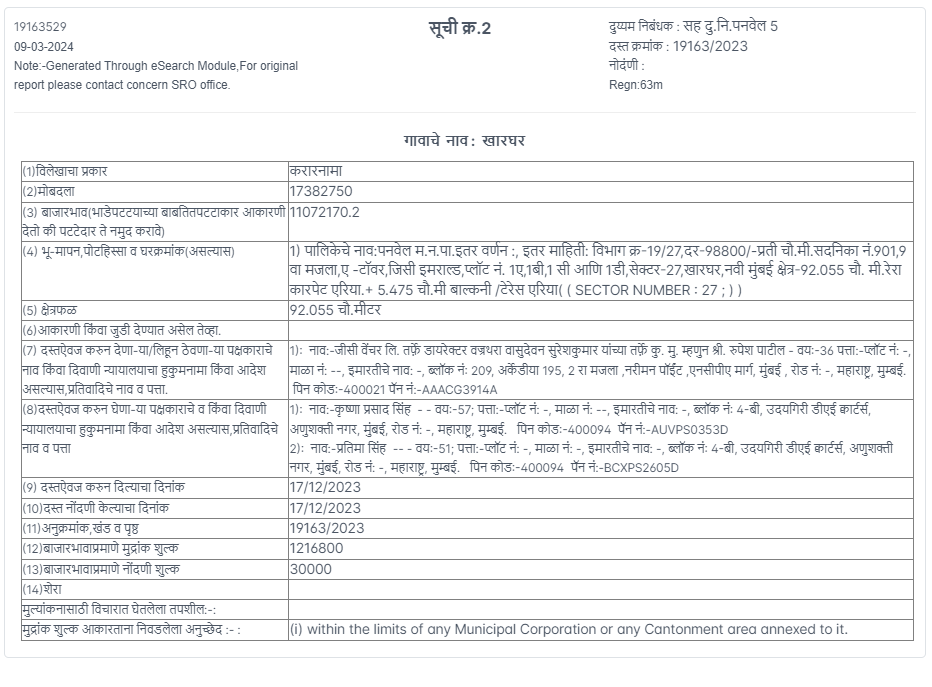 19163529
09-03-2024
Note:-Generated Through eSearch Module,For original
report please contact concern SRO office.
सूची क्र.2
दुय्यम निबंधक : सह दु.नि.पनवेल 5
दस्त क्रमांक : 19163/2023
नोदंणी :
Regn:63m
गावाचे नाव : खारघर
(1)विलेखाचा प्रकार
करारनामा
(2)मोबदला
17382750
(3) बाजारभाव(भाडेपटटयाच्या बाबतितपटटाकार आकारणी
देतो की पटटेदार ते नमुद करावे)
11072170.2
(4) भू-मापन,पोटहिस्सा व घरक्रमांक(असल्यास)
1) पालिकेचे नाव:पनवेल म.न.पा.इतर वर्णन :, इतर माहिती: विभाग क्र-19/27,दर-98800/-प्रती चौ.मी.सदनिका नं.901,9
वा मजला,ए -टॉवर,जिसी इमराल्ड,प्लॉट नं. 1ए,1बी,1 सी आणि 1डी,सेक्टर-27,खारघर,नवी मुंबई क्षेत्र-92.055 चौ. मी.रेरा
कारपेट एरिया.+ 5.475 चौ.मी बाल्कनी /टेरेस एरिया( ( SECTOR NUMBER : 27 ; ) )
(5) क्षेत्रफळ
92.055 चौ.मीटर
(6)आकारणी किंवा जुडी देण्यात असेल तेव्हा.
(7) दस्तऐवज करुन देणा-या/लिहून ठेवणा-या पक्षकाराचे
नाव किंवा दिवाणी न्यायालयाचा हुकुमनामा किंवा आदेश
असल्यास,प्रतिवादिचे नाव व पत्ता.
1): नाव:-जीसी वेंचर लि. तर्फे डायरेक्टर वज्रथरा वासुदेवन सुरेशकुमार यांच्या तर्फे कु. मु. म्हणुन श्री. रुपेश पाटील - वय:-36 पत्ता:-प्लॉट नं: -,
माळा नं: --, इमारतीचे नाव: -, ब्लॉक नं: 209, अर्केडीया 195, 2 रा मजला ,नरीमन पॉईंट ,एनसीपीए मार्ग, मुंबई , रोड नं: -, महाराष्ट्र, मुम्बई.
पिन कोड:-400021 पॅन नं:-AAACG3914A
(8)दस्तऐवज करुन घेणा-या पक्षकाराचे व किंवा दिवाणी
न्यायालयाचा हुकुमनामा किंवा आदेश असल्यास,प्रतिवादिचे
नाव व पत्ता
1): नाव:-कृष्णा प्रसाद सिंह - - वय:-57; पत्ता:-प्लॉट नं: -, माळा नं: --, इमारतीचे नाव: -, ब्लॉक नं: 4-बी, उदयगिरी डीएई क्वार्टर्स,
अणुशक्ती नगर, मुंबई, रोड नं: -, महाराष्ट्र, मुम्बई. पिन कोड:-400094 पॅन नं:-AUVPS0353D
2): नाव:-प्रतिमा सिंह -- - वय:-51; पत्ता:-प्लॉट नं: -, माळा नं: -, इमारतीचे नाव: -, ब्लॉक नं: 4-बी, उदयगिरी डीएई क्वार्टर्स, अणुशक्ती
नगर, मुंबई, रोड नं: -, महाराष्ट्र, मुम्बई. पिन कोड:-400094 पॅन नं:-BCXPS2605D
(9) दस्तऐवज करुन दिल्याचा दिनांक
17/12/2023
(10)दस्त नोंदणी केल्याचा दिनांक
17/12/2023
(11)अनुक्रमांक,खंड व पृष्ठ
19163/2023
(12)बाजारभावाप्रमाणे मुद्रांक शुल्क
1216800
(13)बाजारभावाप्रमाणे नोंदणी शुल्क
30000
(14)शेरा
मुल्यांकनासाठी विचारात घेतलेला तपशील:-:
मुद्रांक शुल्क आकारताना निवडलेला अनुच्छेद :- :
(i) within the limits of any Municipal Corporation or any Cantonment area annexed to it.